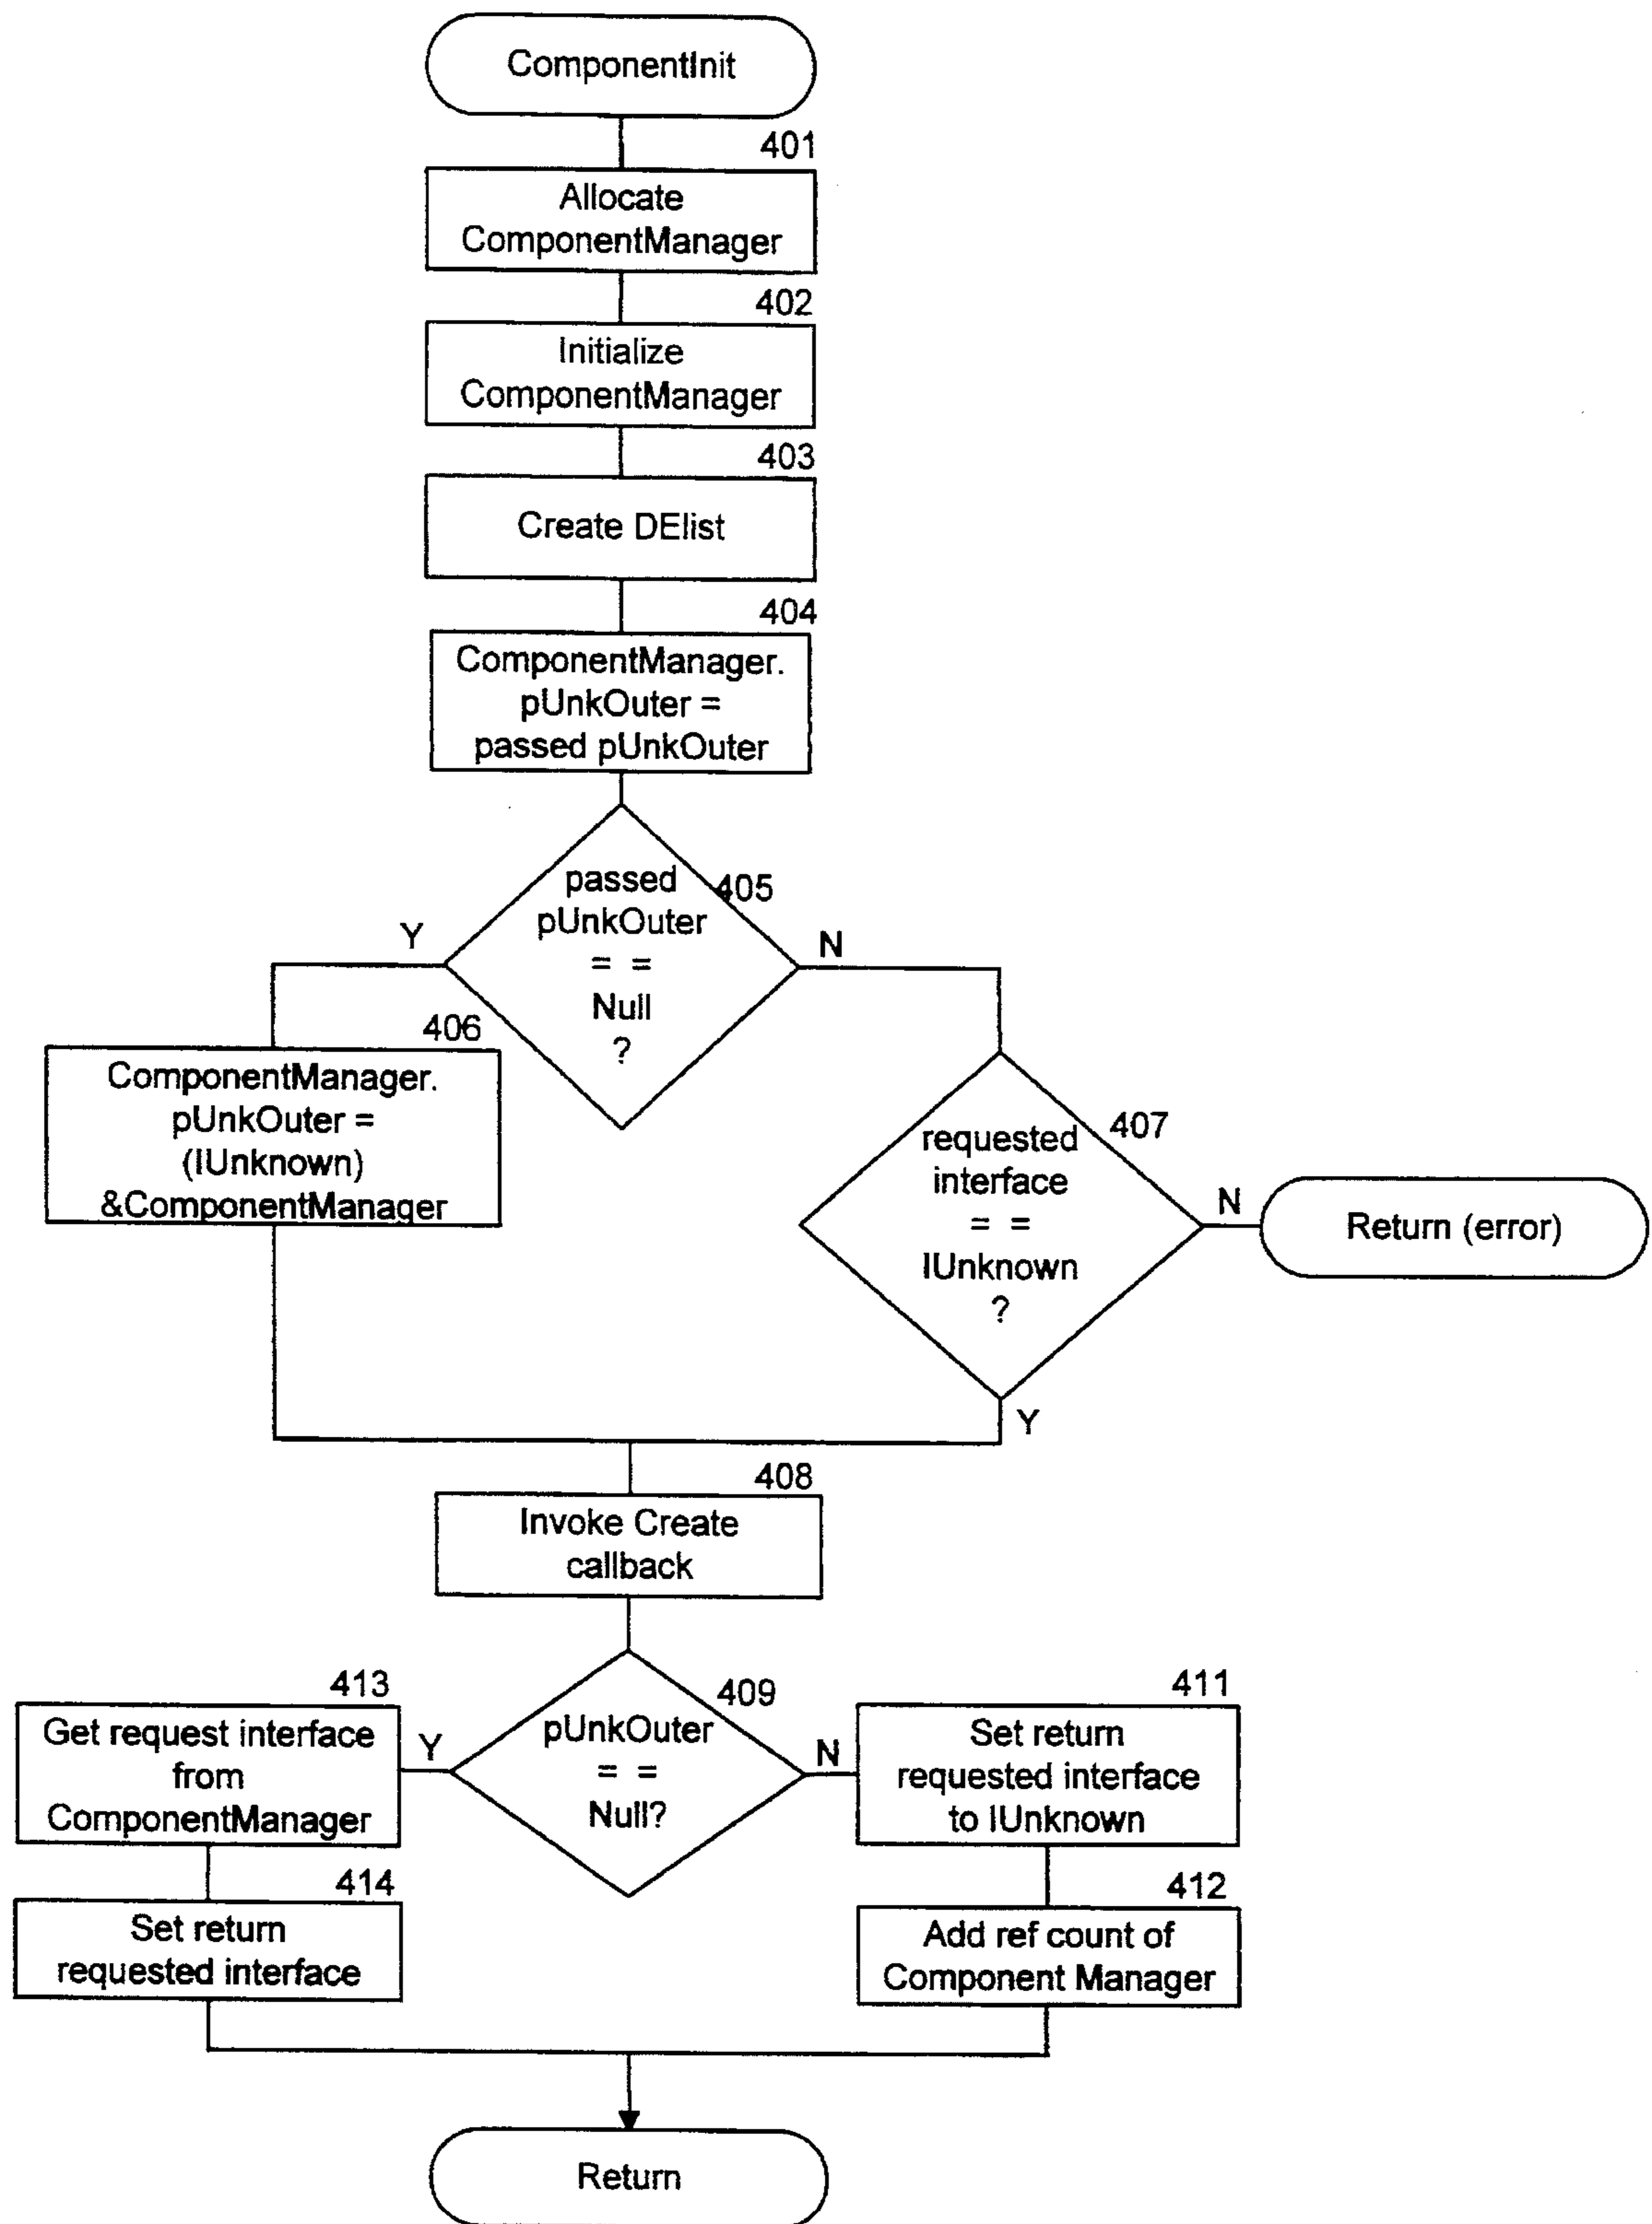 ComponentInit
401
Allocate
ComponentManager
402
Initialize
ComponentManager
403
Create DElist
404
ComponentManager.
pUnkOuter =
passed pUnkOuter
405
passed
pUnkOuter
= =
Null
?
Y
N
406
ComponentManager.
pUnkOuter =
(IUnknown)
&ComponentManager
407
requested
interface
= =
IUnknown
?
N
Return (error)
Y
408
Invoke Create
callback
409
pUnkOuter
= =
Null?
Y
N
413
Get request interface
from
ComponentManager
414
Set return
requested interface
411
Set return
requested interface
to IUnknown
412
Add ref count of
Component Manager
Return